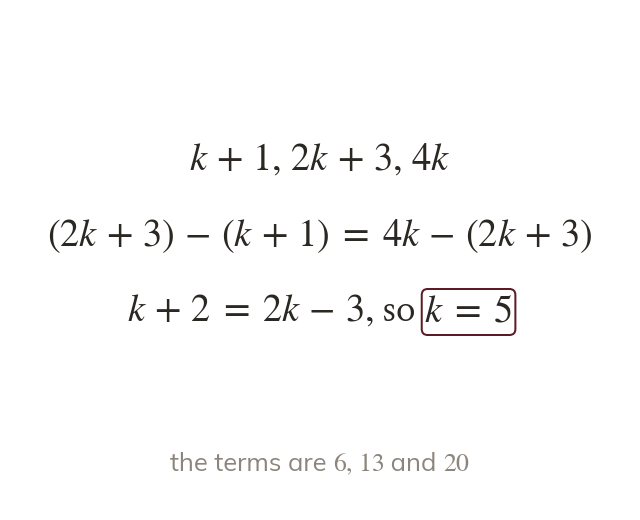 k + 1, 2k + 3, 4k
(2k + 3) − (k + 1) = 4k − (2k + 3)
k + 2 = 2k − 3, so k = 5
the terms are 6, 13 and 20